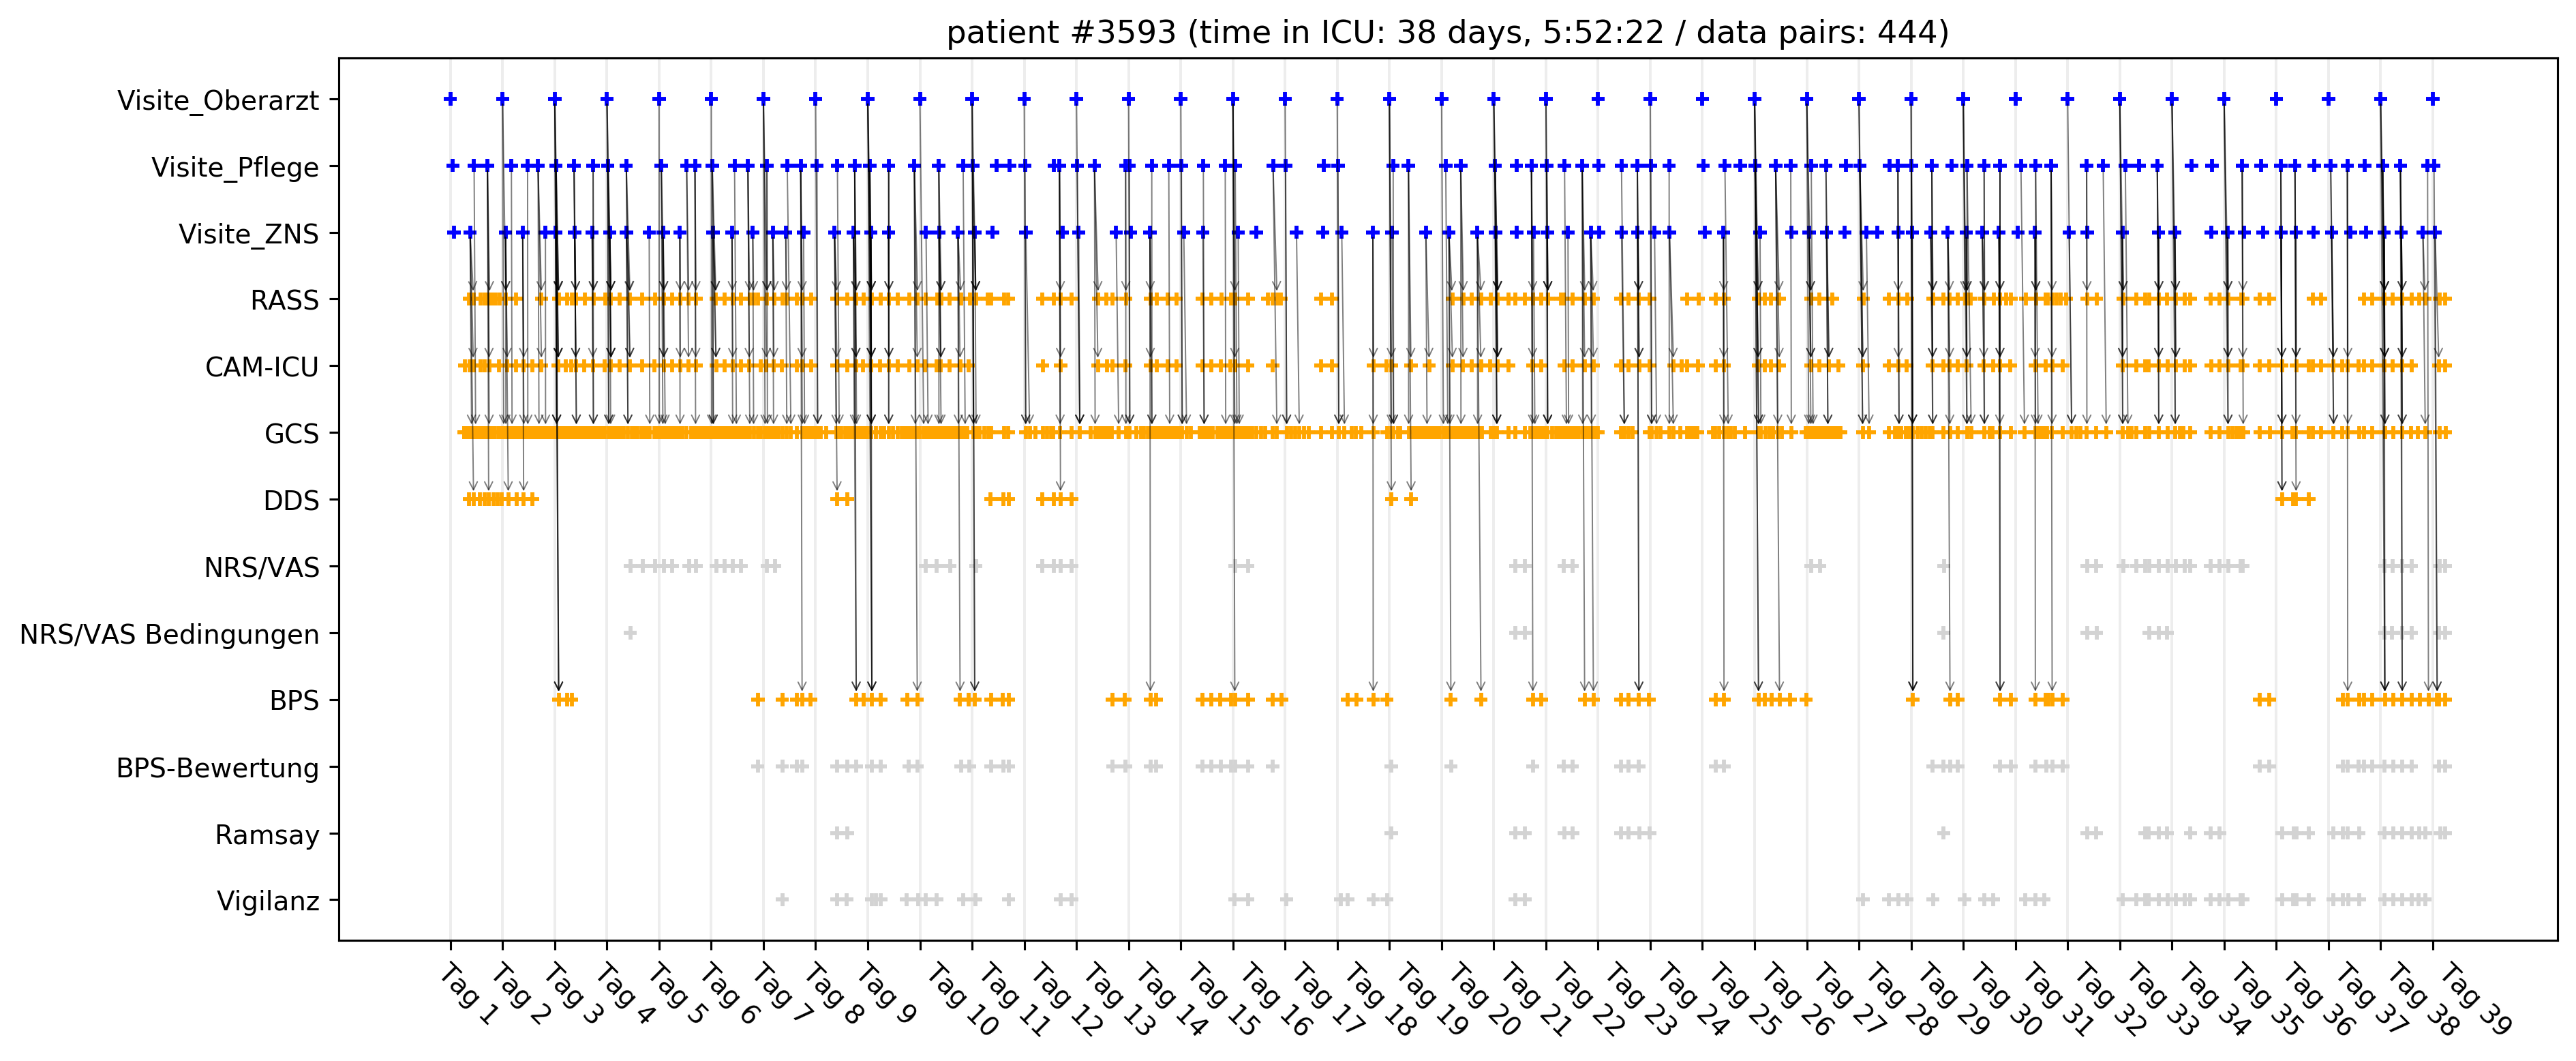 patient #3593 (time in ICU: 38 days, 5:52:22 / data pairs: 444)
Visite_Oberarzt
Visite_Pflege
Visite_ZNS
RASS
CAM-ICU
GCS
DDS
NRS/VAS
NRS/VAS Bedingungen
BPS
BPS-Bewertung
Ramsay
Vigilanz
Tag 1
Tag 2
Tag 3
Tag 4
Tag 5
Tag 6
Tag 7
Tag 8
Tag 9
Tag 10
Tag 11
Tag 12
Tag 13
Tag 14
Tag 15
Tag 16
Tag 17
Tag 18
Tag 19
Tag 20
Tag 21
Tag 22
Tag 23
Tag 24
Tag 25
Tag 26
Tag 27
Tag 28
Tag 29
Tag 30
Tag 31
Tag 32
Tag 33
Tag 34
Tag 35
Tag 36
Tag 37
Tag 38
Tag 39